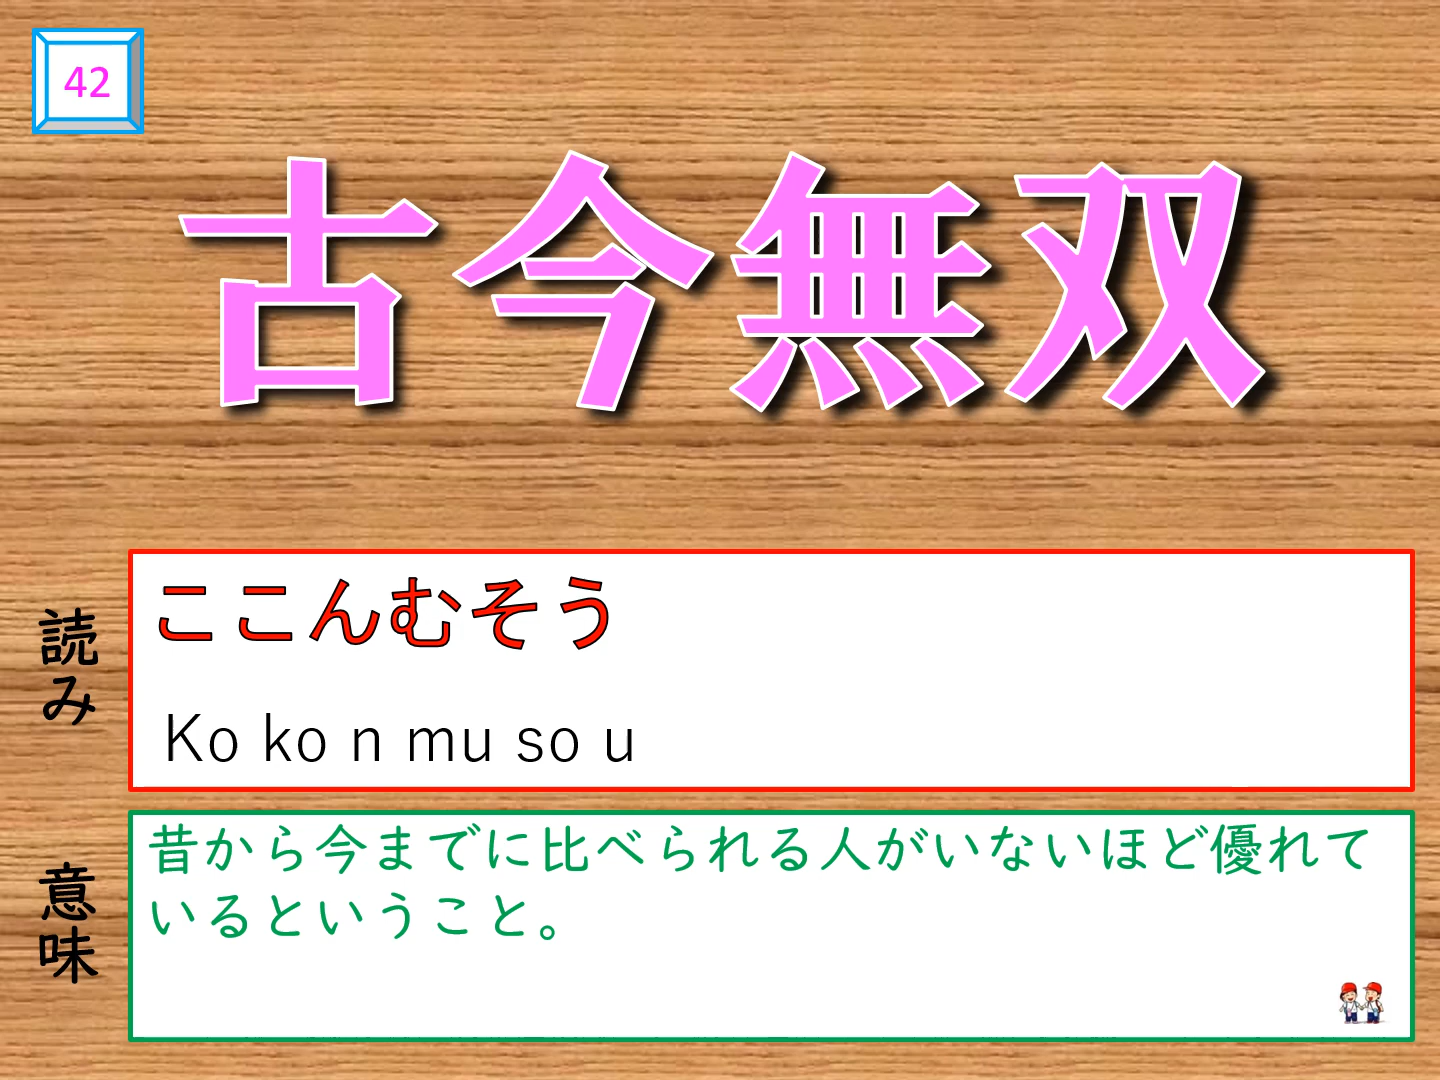 42
古今無双
読み
ここんむそう
Ko ko n mu so u
意味
昔から今までに比べられる人がいないほど優れて
いるということ。